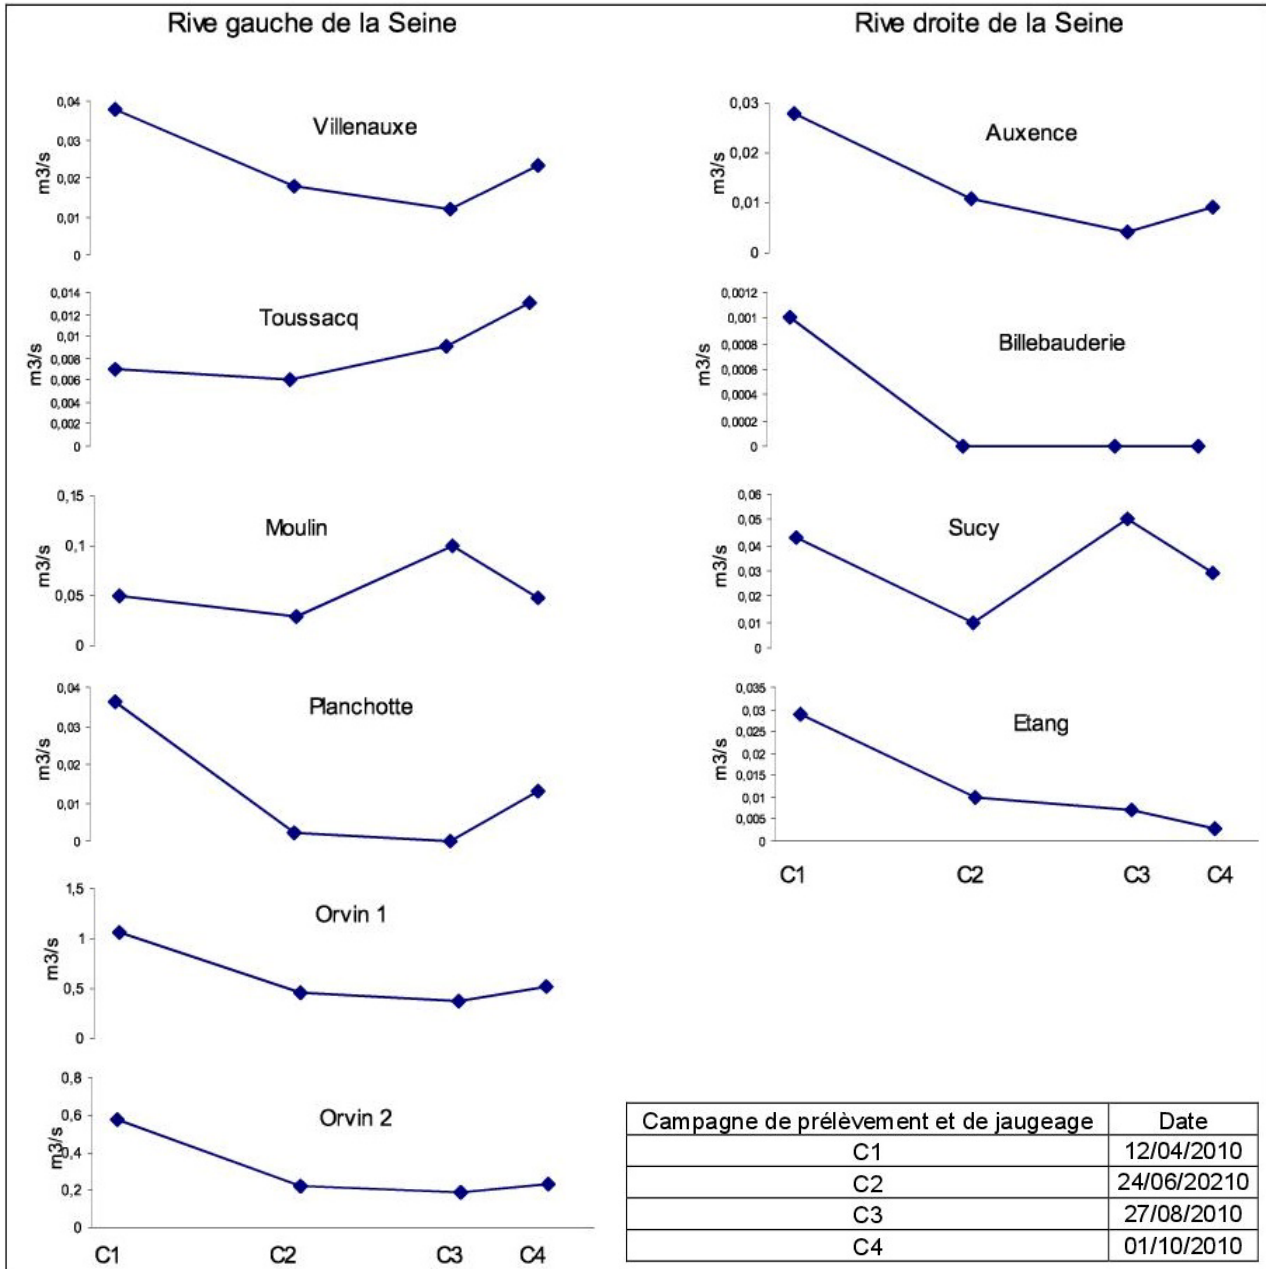 Rive gauche de la Seine
Rive droite de la Seine
Villenauxe
m3/s
0,04
0,03
0,02
0,01
0
Toussacq
m3/s
0,014
0,012
0,01
0,008
0,006
0,004
0,002
0
Moulin
m3/s
0,15
0,1
0,05
0
Planchotte
m3/s
0,04
0,03
0,02
0,01
0
Orvin 1
m3/s
1,5
1
0,5
0
Orvin 2
m3/s
0,8
0,6
0,4
0,2
0
C1 C2 C3 C4
Auxence
m3/s
0,03
0,02
0,01
0
Billebauderie
m3/s
0,0012
0,001
0,0008
0,0006
0,0004
0,0002
0
Sucy
m3/s
0,06
0,05
0,04
0,03
0,02
0,01
0
Etang
m3/s
0,035
0,03
0,025
0,02
0,015
0,01
0,005
0
C1 C2 C3 C4
Campagne de prélèvement et de jaugeage Date
C1 12/04/2010
C2 24/06/20210
C3 27/08/2010
C4 01/10/2010